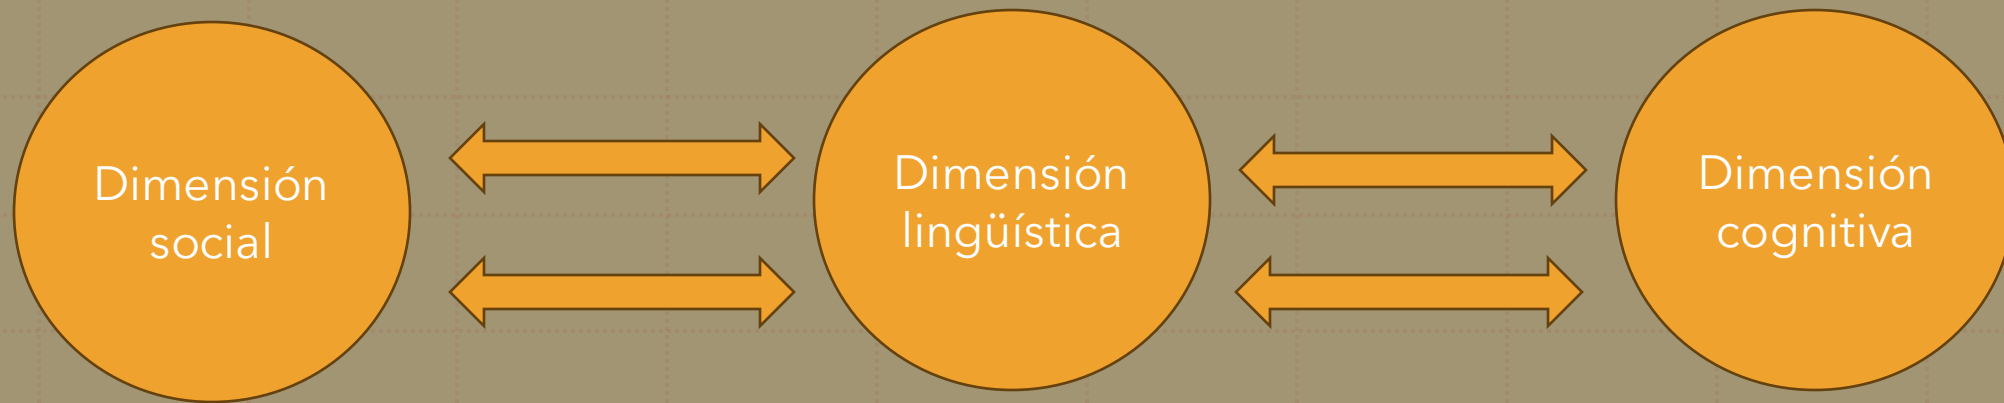 Dimensión
social
Dimensión
lingüística
Dimensión
cognitiva